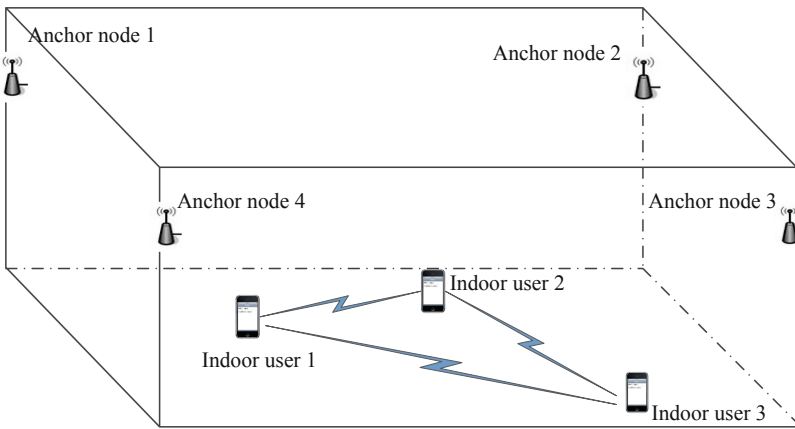 Anchor node 1
Anchor node 2
Anchor node 4
Anchor node 3
Indoor user 2
Indoor user 1
Indoor user 3